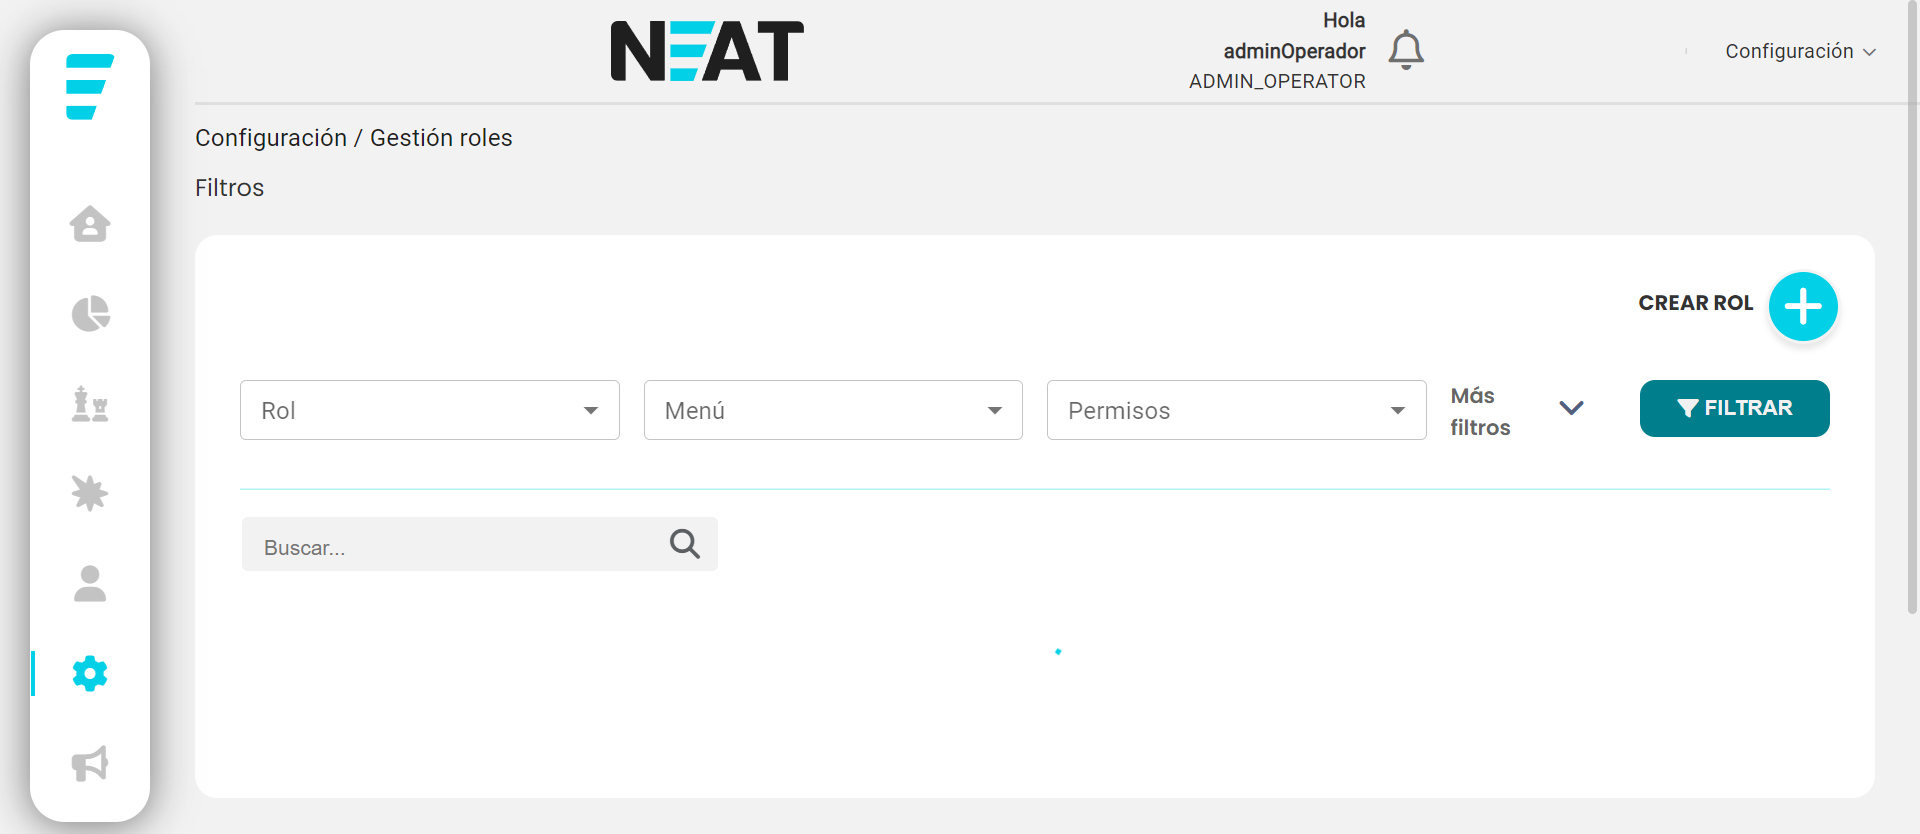 NEAT
Hola
adminOperador
ADMIN_OPERATOR
Configuración
Configuración / Gestión roles
Filtros
CREAR ROL
Rol
Menú
Permisos
Más
filtros
FILTRAR
Buscar...